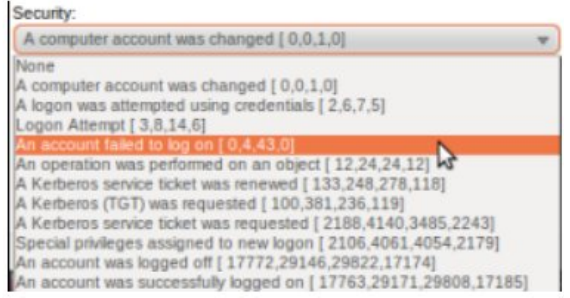 Security:
A computer account was changed [ 0,0,1,0]
None
A computer account was changed [ 0,0,1,0]
A logon was attempted using credentials [ 2,6,7,5]
Logon Attempt [ 3,8,14,6]
An account failed to log on [ 0,4,43,0]
An operation was performed on an object [ 12,24,24,12]
A Kerberos service ticket was renewed [ 133,248,278,118]
A Kerberos (TGT) was requested [ 100,381,236,119]
A Kerberos service ticket was requested [ 2188,4140,3485,2243]
Special privileges assigned to new logon [ 2106,4061,4054,2179]
An account was logged off [ 17772,29146,29822,17174]
An account was successfully logged on [ 17763,29171,29808,17185]